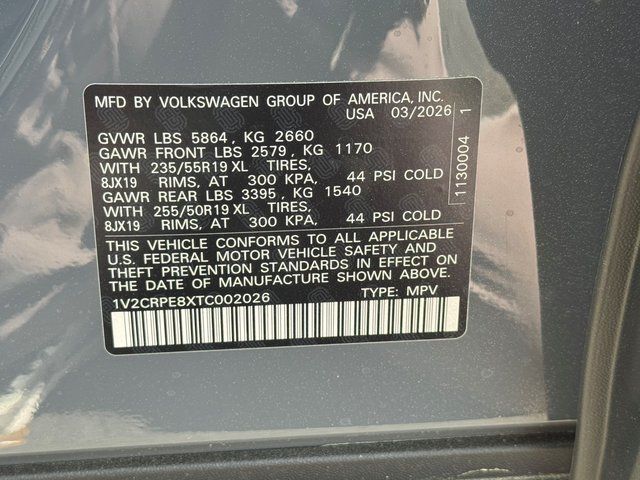 MFD BY VOLKSWAGEN GROUP OF AMERICA, INC.
USA 03/2026
GVWR LBS 5864, KG 2660
GAWR FRONT LBS 2579, KG 1170
WITH 235/55R19 XL TIRES,
8JX19 RIMS, AT 300 KPA, 44 PSI COLD
GAWR REAR LBS 3395, KG 1540
WITH 255/50R19 XL TIRES,
8JX19 RIMS, AT 300 KPA, 44 PSI COLD
THIS VEHICLE CONFORMS TO ALL APPLICABLE
U.S. FEDERAL MOTOR VEHICLE SAFETY AND
THEFT PREVENTION STANDARDS IN EFFECT ON
THE DATE OF MANUFACTURE SHOWN ABOVE.
1V2CRPE8XTC002026 TYPE: MPV
1130004 1